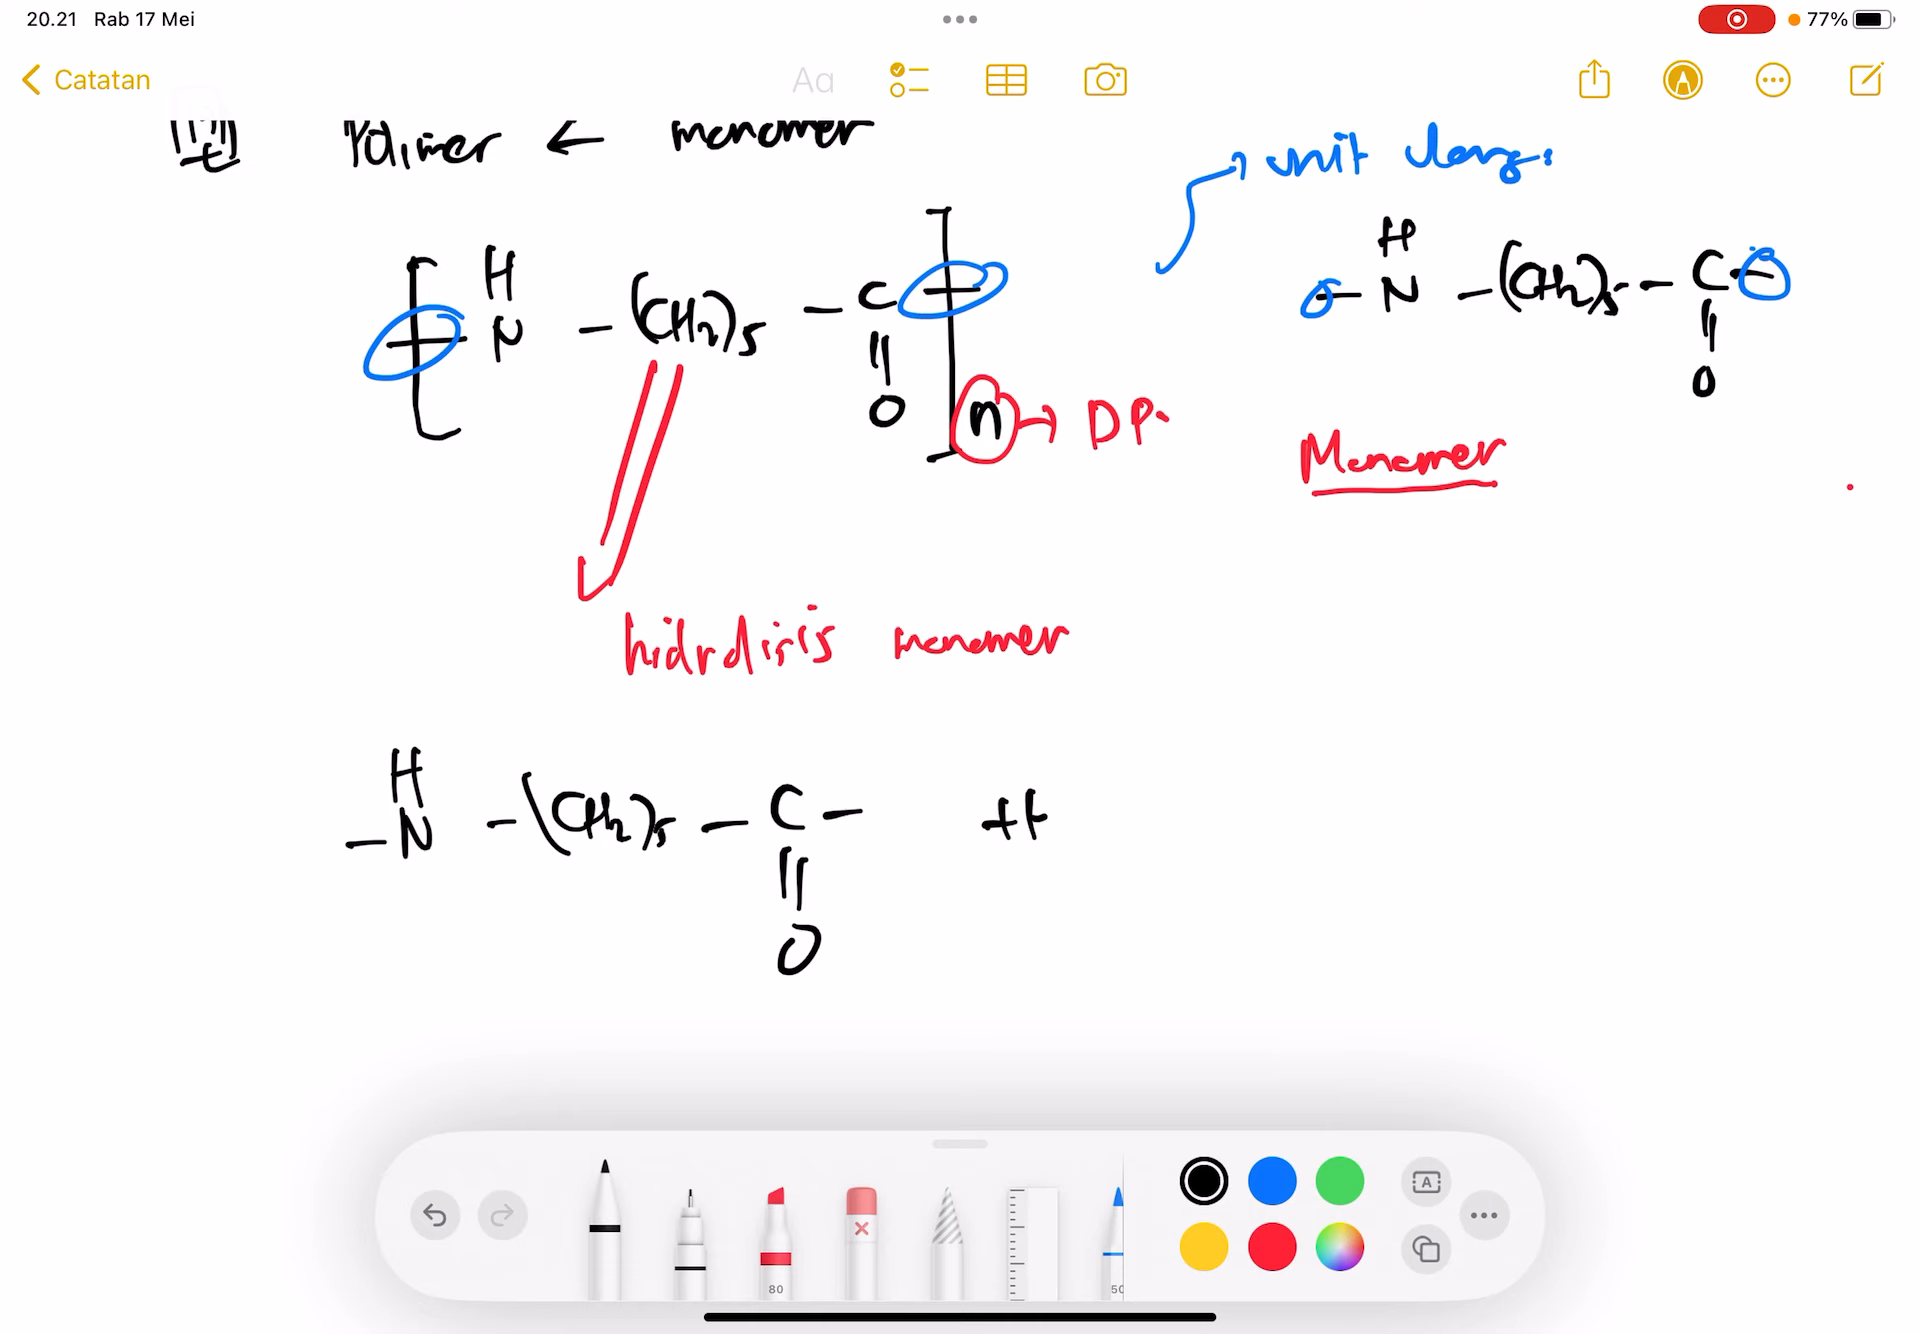 20.21 Rab 17 Mei
77%
Catatan
Aa
Polimer ← monomer
unit ulang.
H
N - (CH2)5 - C
O
n → DP
H
- N - (CH2)5 - C -
O
Monomer
hidrolisis monomer
H
- N - (CH2)5 - C - +H
O
80
50
A